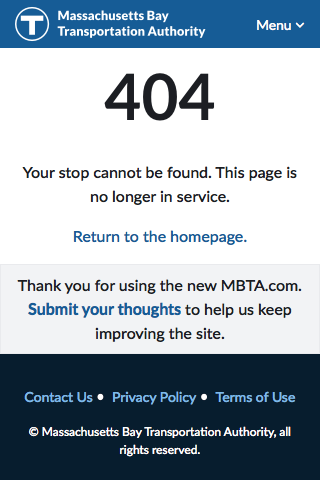 T Massachusetts Bay
Transportation Authority
Menu
404
Your stop cannot be found. This page is
no longer in service.
Return to the homepage.
Thank you for using the new MBTA.com.
Submit your thoughts to help us keep
improving the site.
Contact Us • Privacy Policy • Terms of Use
© Massachusetts Bay Transportation Authority, all
rights reserved.